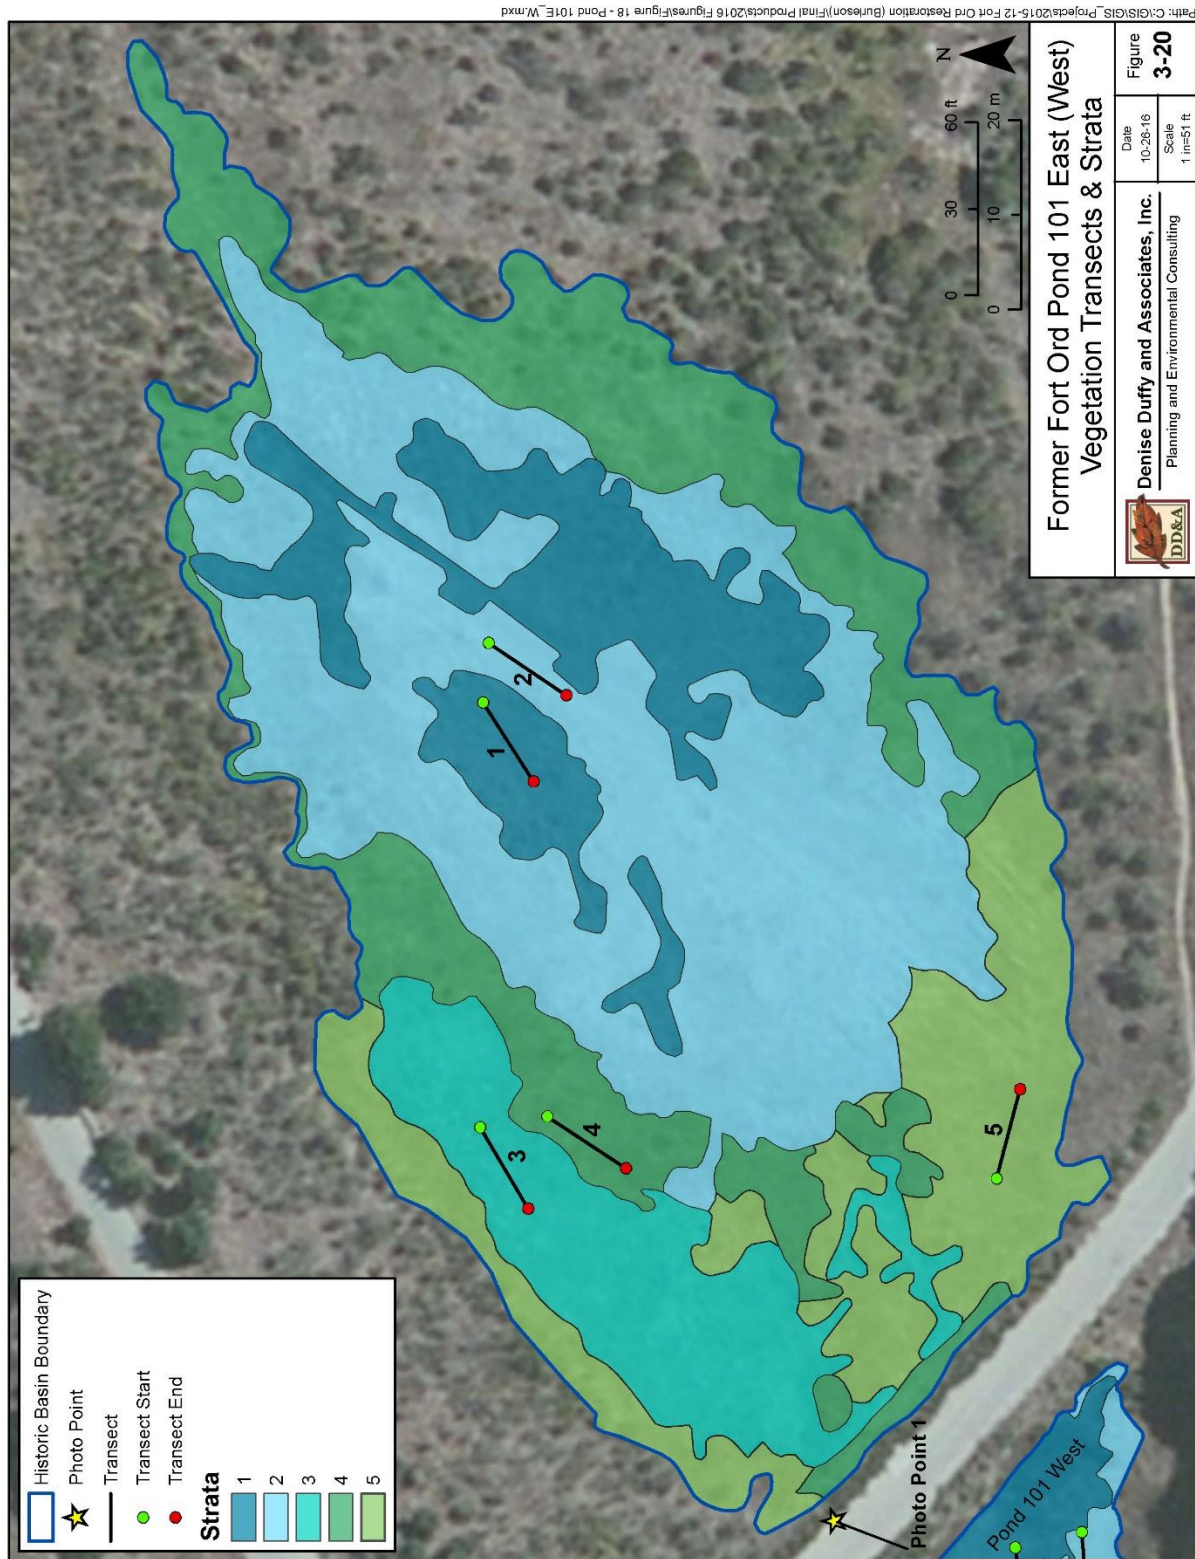 Path: C:\GIS\GIS_Projects\2015-12 Fort Ord Restoration (Burleson)\Final Products\2016 Figures\Figure 18 - Pond 101E_W.mxd
Historic Basin Boundary
Photo Point
Transect
Transect Start
Transect End
Strata
1
2
3
4
5
1
2
3
4
5
Photo Point 1
Pond 101 West
N
0 30 60 ft
0 10 20 m
Former Fort Ord Pond 101 East (West)
Vegetation Transects & Strata
DD&A
Denise Duffy and Associates, Inc.
Planning and Environmental Consulting
Date
10-26-16
Scale
1 in=51 ft
Figure
3-20